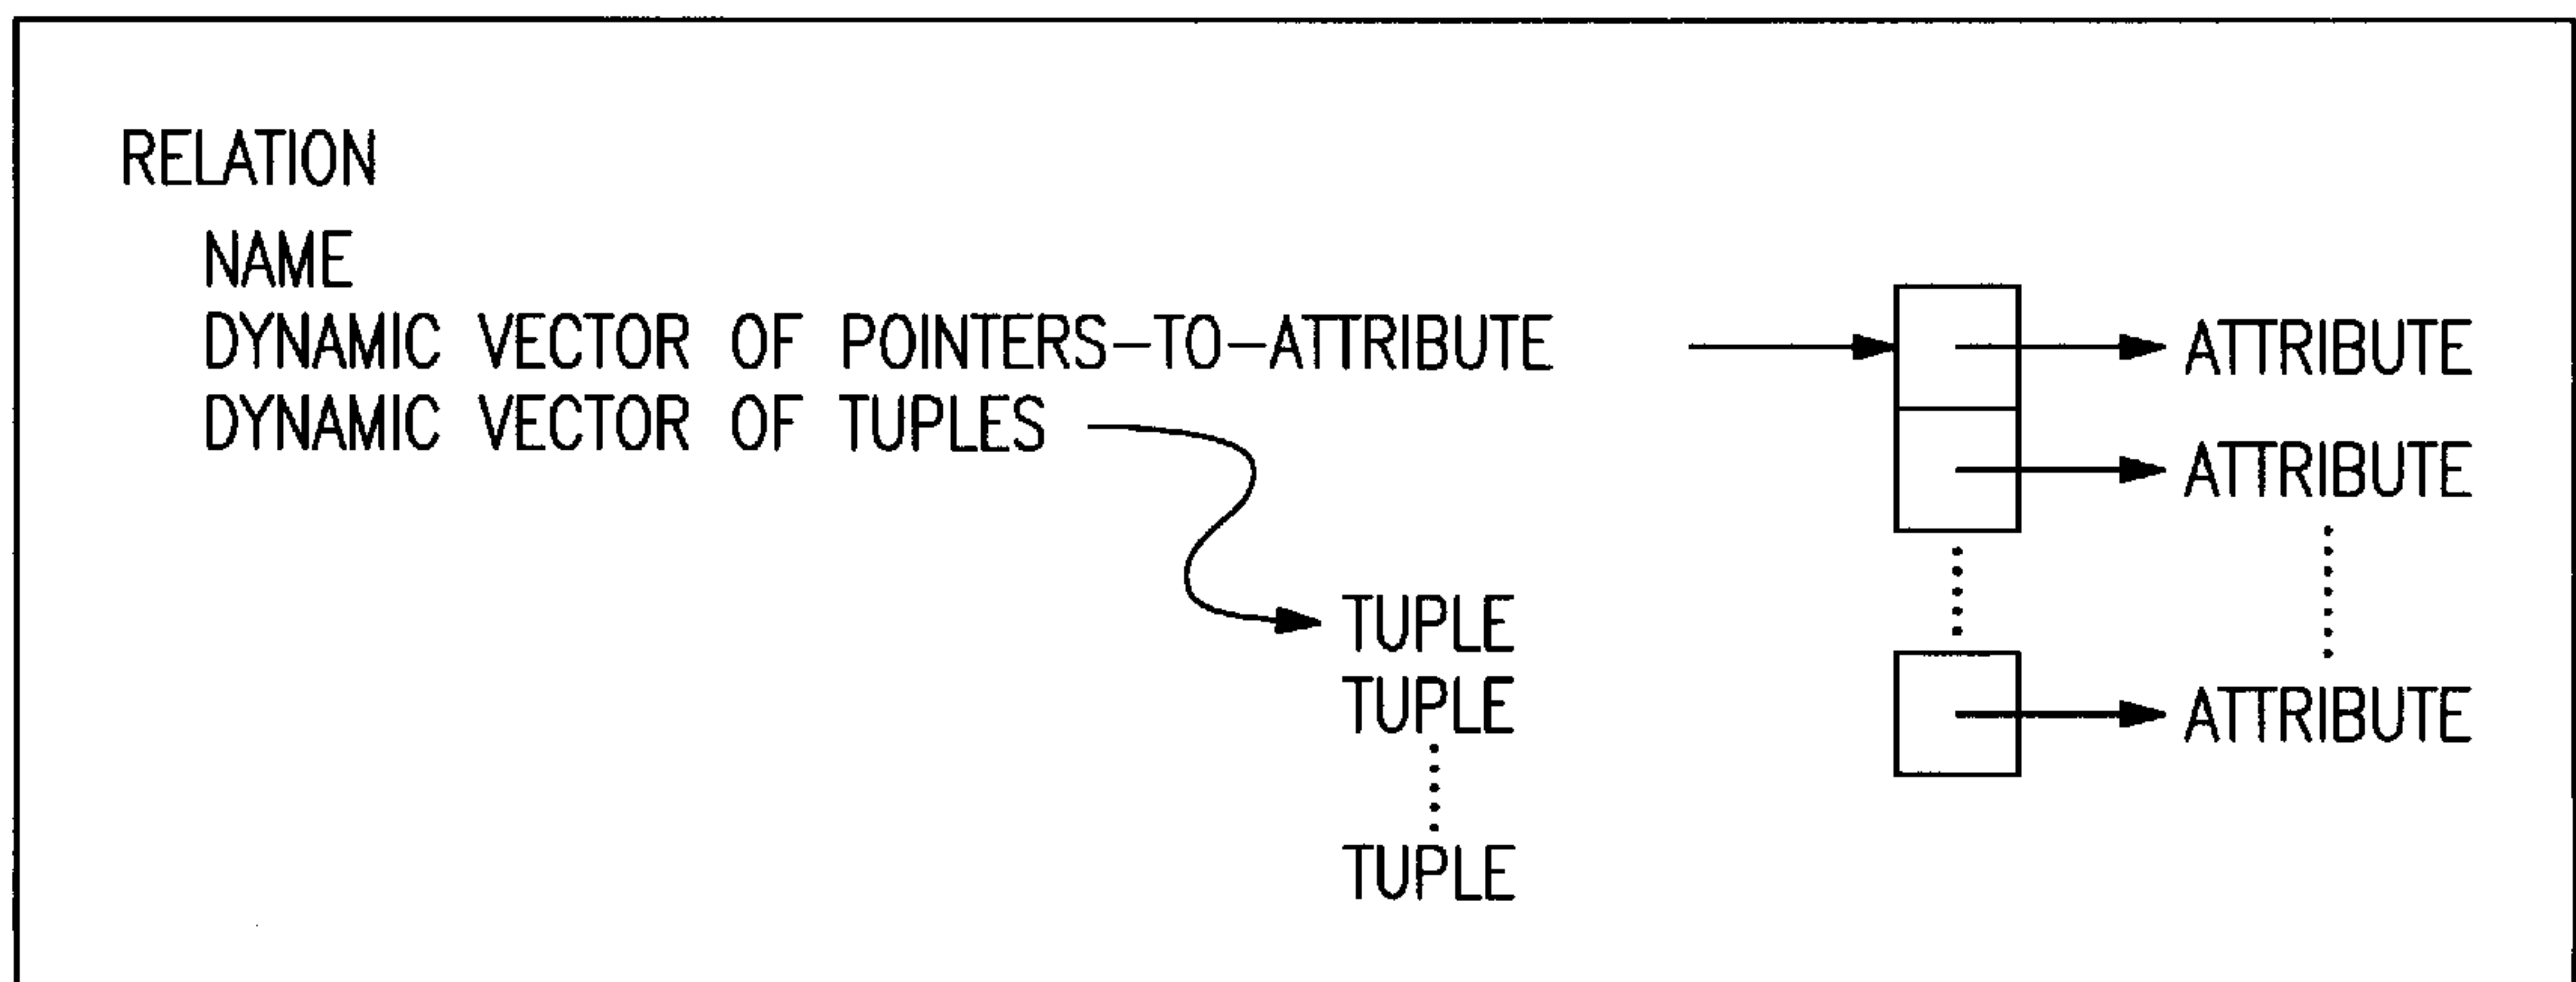 RELATION
NAME
DYNAMIC VECTOR OF POINTERS-TO-ATTRIBUTE
DYNAMIC VECTOR OF TUPLES
ATTRIBUTE
ATTRIBUTE
ATTRIBUTE
TUPLE
TUPLE
TUPLE